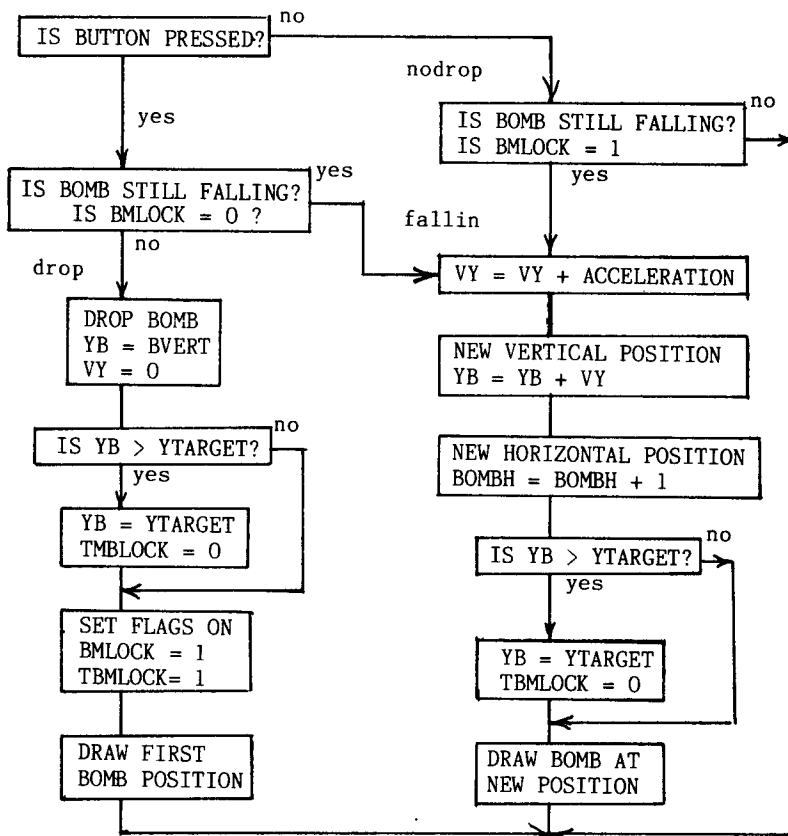 no
IS BUTTON PRESSED?
nodrop
yes
no
IS BOMB STILL FALLING?
IS BMLOCK = 1
yes
IS BOMB STILL FALLING?
IS BMLOCK = 0 ?
yes
no
fallin
drop
VY = VY + ACCELERATION
DROP BOMB
YB = BVERT
VY = 0
NEW VERTICAL POSITION
YB = YB + VY
no
IS YB > YTARGET?
yes
NEW HORIZONTAL POSITION
BOMBH = BOMBH + 1
YB = YTARGET
TMBLOCK = 0
no
IS YB > YTARGET?
yes
SET FLAGS ON
BMLOCK = 1
TBMLOCK= 1
YB = YTARGET
TBMLOCK = 0
DRAW FIRST
BOMB POSITION
DRAW BOMB AT
NEW POSITION